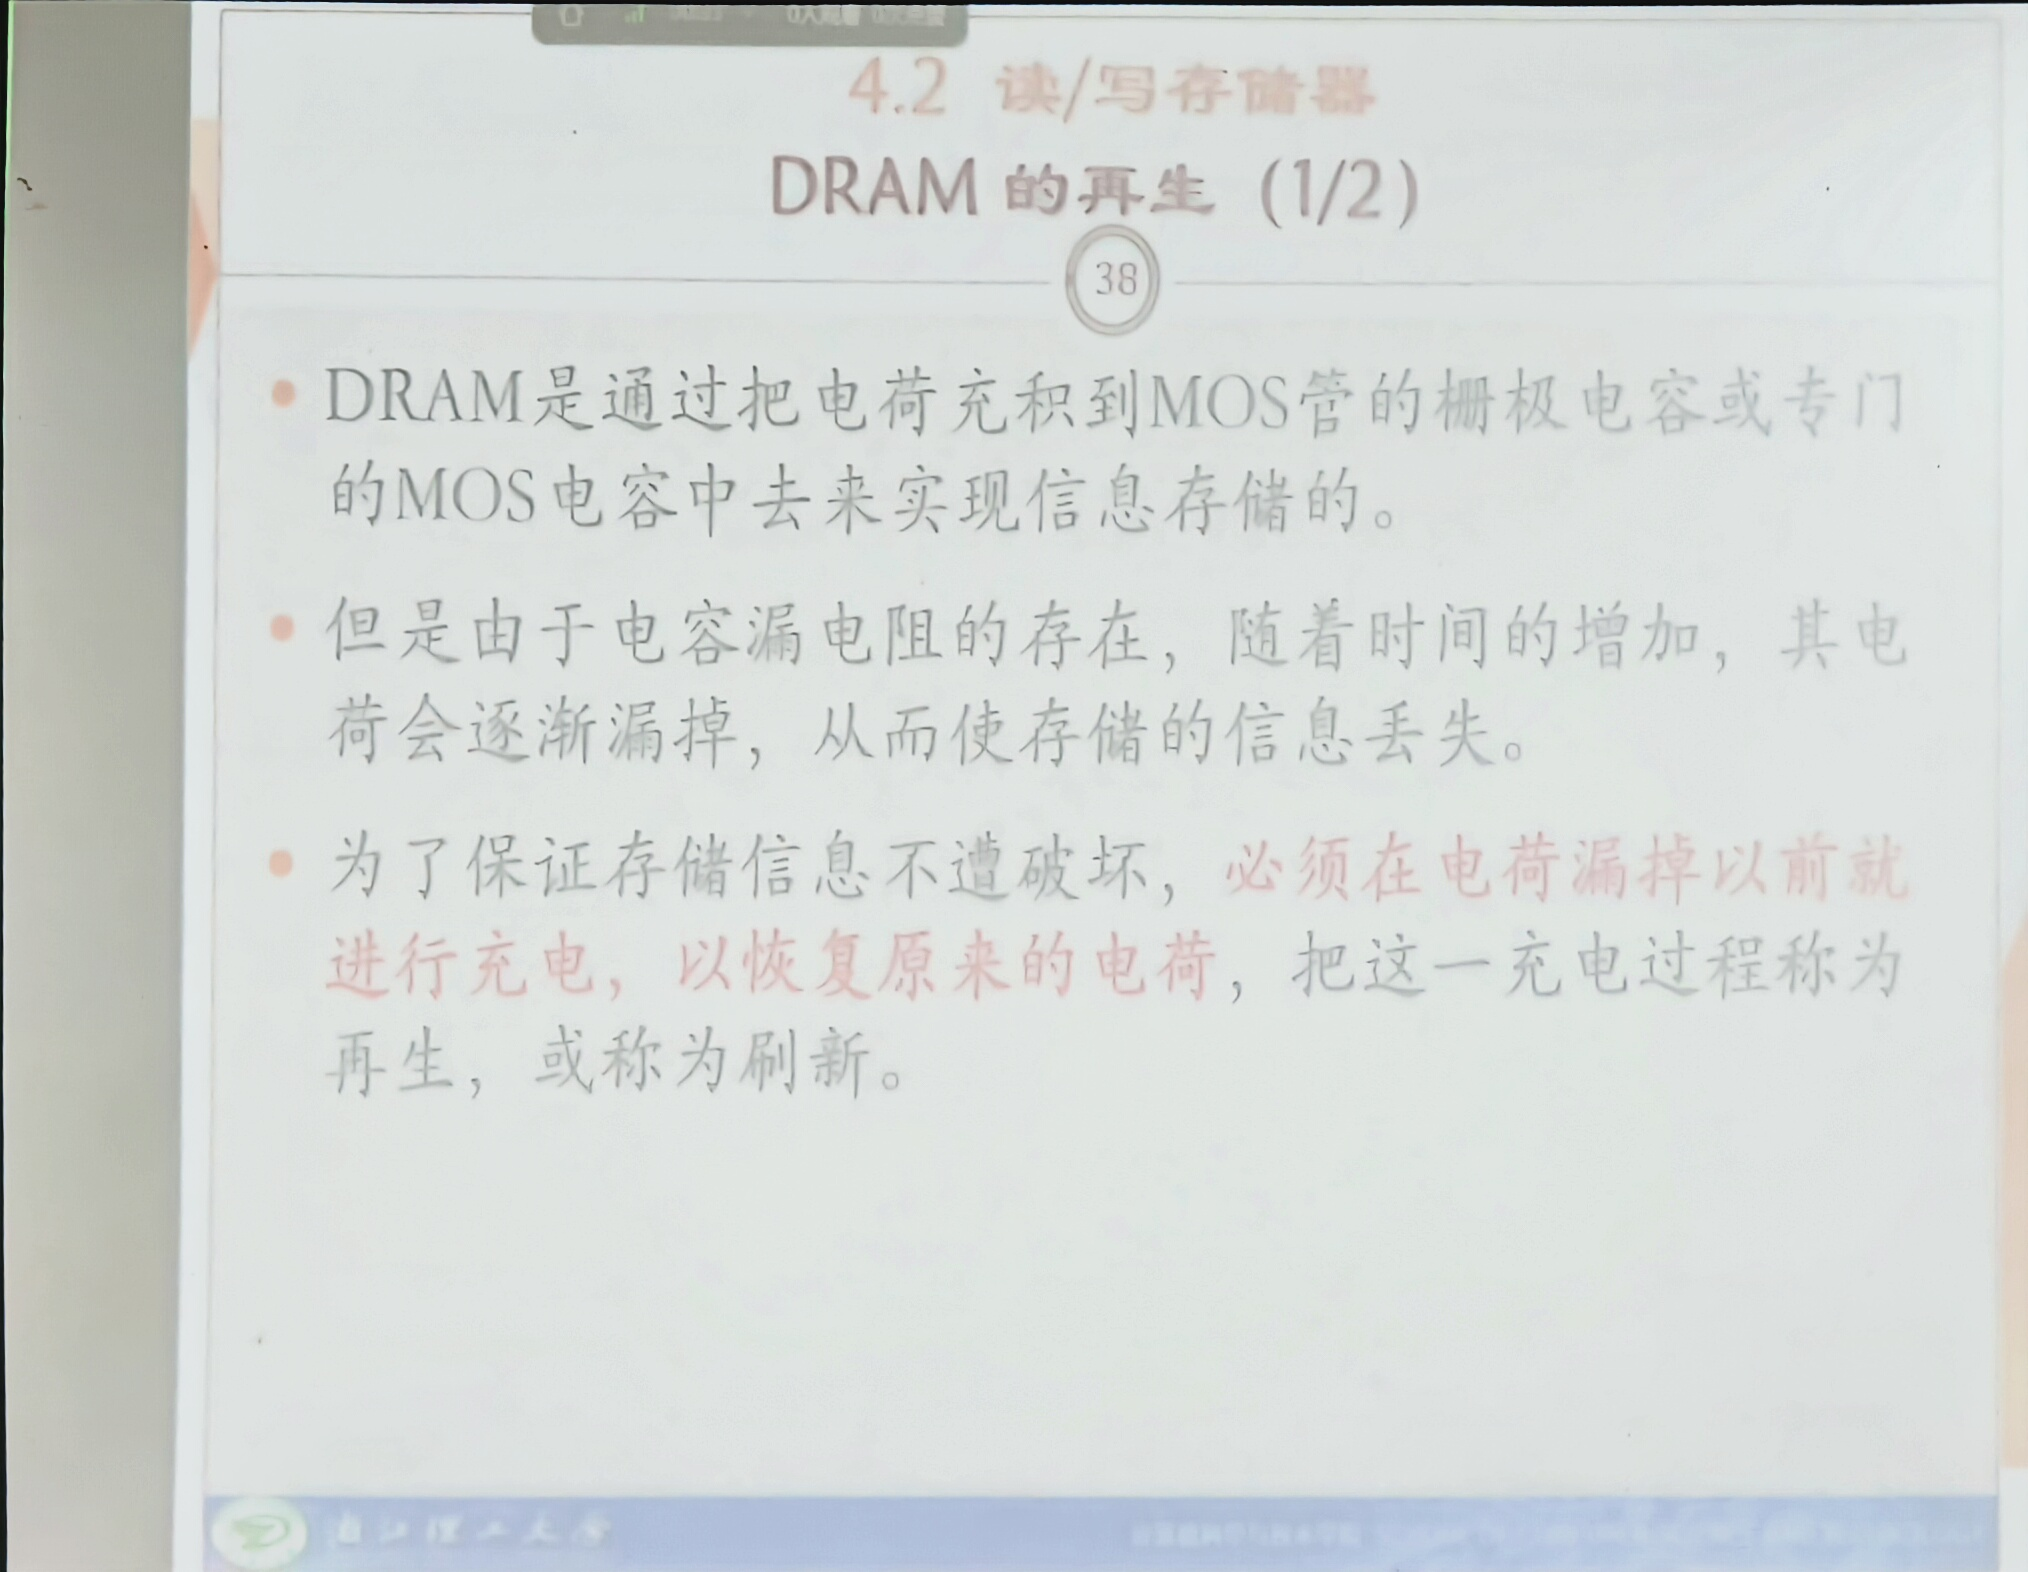 4.2 读/写存储器
DRAM 的再生 (1/2)
38
• DRAM是通过把电荷充积到MOS管的栅极电容或专门
的MOS电容中去来实现信息存储的。
• 但是由于电容漏电阻的存在，随着时间的增加，其电
荷会逐渐漏掉，从而使存储的信息丢失。
• 为了保证存储信息不遭破坏，必须在电荷漏掉以前就
进行充电，以恢复原来的电荷，把这一充电过程称为
再生，或称为刷新。
浙江理工大学